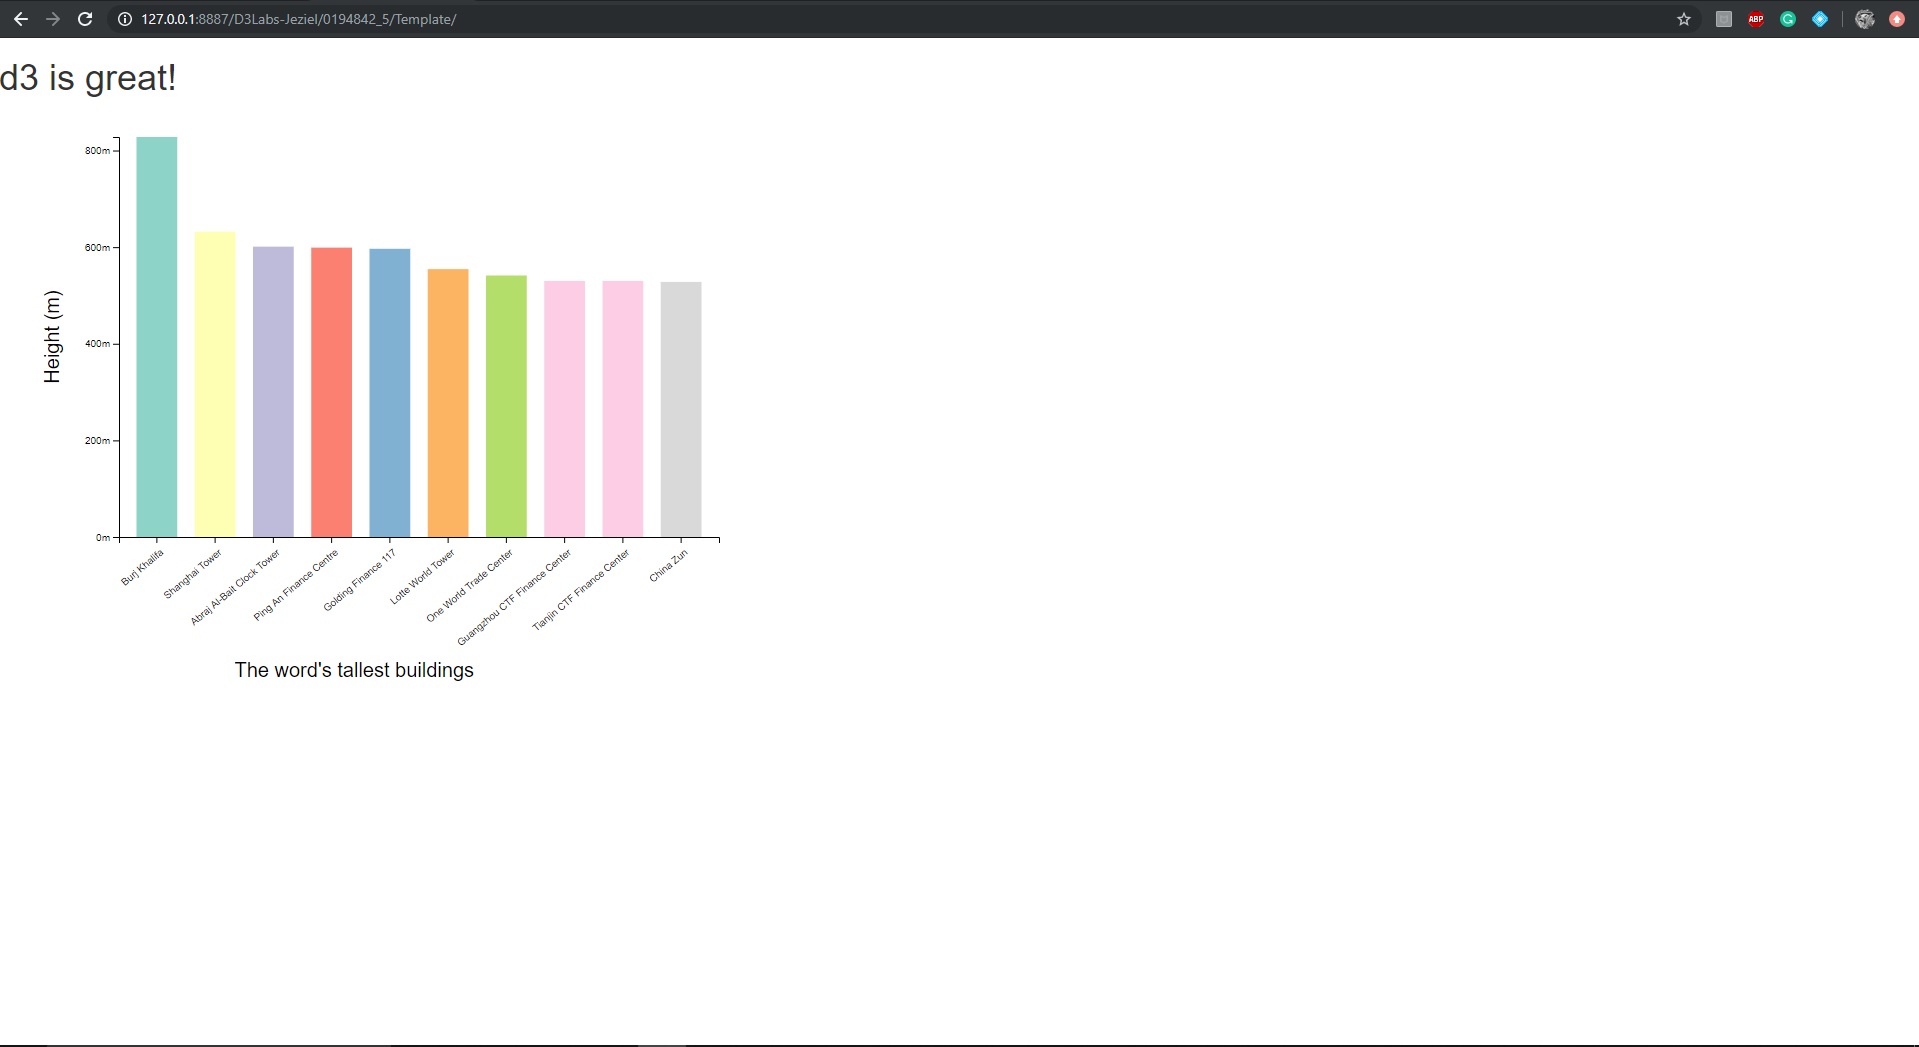 127.0.0.1:8887/D3Labs-Jeziel/0194842_5/Template/
ABP
d3 is great!
800m
600m
400m
200m
0m
Height (m)
Burj Khalifa
Shanghai Tower
Abraj Al-Bait Clock Tower
Ping An Finance Centre
Golding Finance 117
Lotte World Tower
One World Trade Center
Guangzhou CTF Finance Center
Tianjin CTF Finance Center
China Zun
The word's tallest buildings